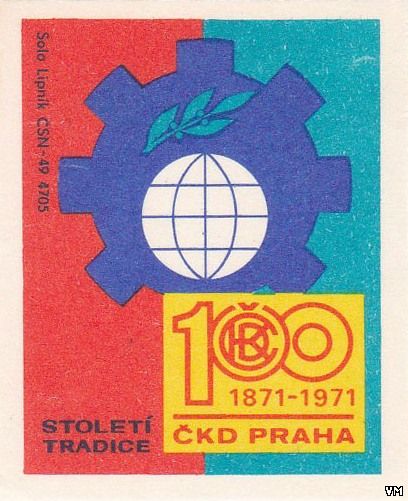 Solo Lipník ČSN-49 4705
100
ČKD
1871-1971
STOLETÍ
TRADICE
ČKD PRAHA
VM